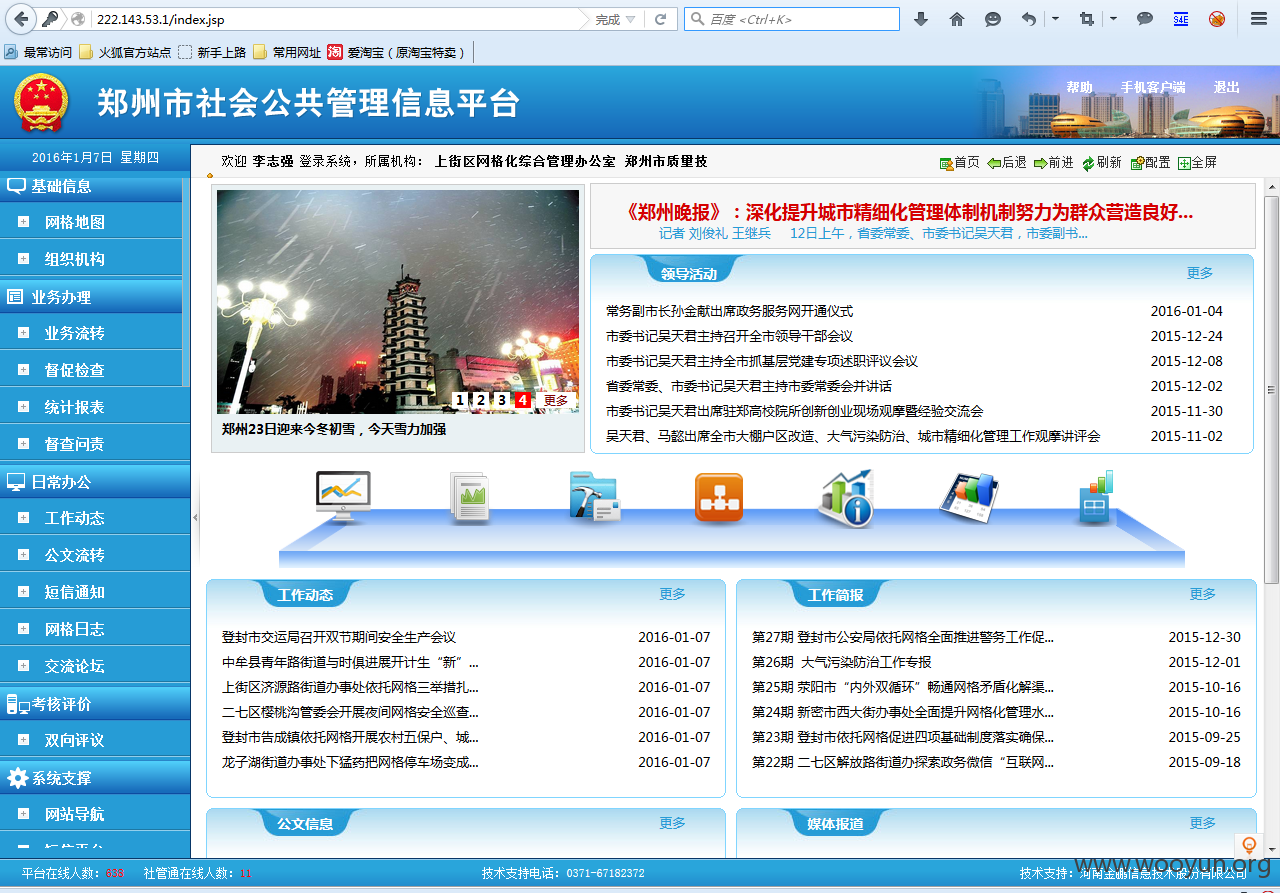 222.143.53.1/index.jsp 完成 百度 <Ctrl+K> S4E
最常访问 火狐官方站点 新手上路 常用网址 淘 爱淘宝（原淘宝特卖）
郑州市社会公共管理信息平台 帮助 手机客户端 退出
2016年1月7日 星期四
欢迎 李志强 登录系统，所属机构： 上街区网格化综合管理办公室 郑州市质量技
首页 后退 前进 刷新 配置 全屏
基础信息
网格地图
组织机构
业务办理
业务流转
督促检查
统计报表
督查问责
日常办公
工作动态
公文流转
短信通知
网格日志
交流论坛
考核评价
双向评议
系统支撑
网站导航
1 2 3 4 更多
郑州23日迎来今冬初雪，今天雪力加强
《郑州晚报》：深化提升城市精细化管理体制机制努力为群众营造良好...
记者 刘俊礼 王继兵 12日上午，省委常委、市委书记吴天君，市委副书...
领导活动 更多
常务副市长孙金献出席政务服务网开通仪式 2016-01-04
市委书记吴天君主持召开全市领导干部会议 2015-12-24
市委书记吴天君主持全市抓基层党建专项述职评议会议 2015-12-08
省委常委、市委书记吴天君主持市委常委会并讲话 2015-12-02
市委书记吴天君出席驻郑高校院所创新创业现场观摩暨经验交流会 2015-11-30
吴天君、马懿出席全市大棚户区改造、大气污染防治、城市精细化管理工作观摩讲评会 2015-11-02
工作动态 更多
登封市交运局召开双节期间安全生产会议 2016-01-07
中牟县青年路街道与时俱进展开计生“新”... 2016-01-07
上街区济源路街道办事处依托网格三举措扎... 2016-01-07
二七区樱桃沟管委会开展夜间网格安全巡查... 2016-01-07
登封市告成镇依托网格开展农村五保户、城... 2016-01-07
龙子湖街道办事处下猛药把网格停车场变成... 2016-01-07
工作简报 更多
第27期 登封市公安局依托网格全面推进警务工作促... 2015-12-30
第26期 大气污染防治工作专报 2015-12-01
第25期 荥阳市“内外双循环”畅通网格矛盾化解渠... 2015-10-16
第24期 新密市西大街办事处全面提升网格化管理水... 2015-10-16
第23期 登封市依托网格促进四项基础制度落实确保... 2015-09-25
第22期 二七区解放路街道办探索政务微信“互联网... 2015-09-18
公文信息 更多
媒体报道 更多
平台在线人数：838 社管通在线人数：11 技术支持电话：0371-67182372 技术支持：河南金鹏信息技术股份有限公司
www.wooyun.org